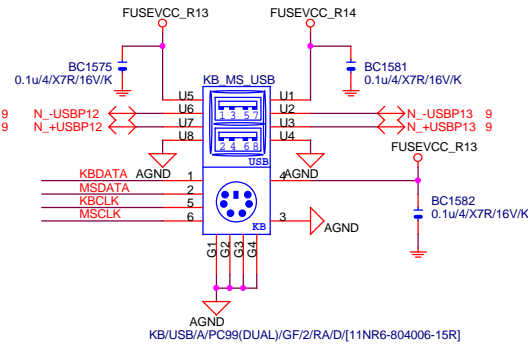 FUSEVCC_R13
FUSEVCC_R14
BC1575
0.1u/4/X7R/16V/K
KB_MS_USB
BC1581
0.1u/4/X7R/16V/K
U5
U1
9 N_-USBP12
U6
U2
N_-USBP13 9
9 N_+USBP12
U7
1 3 5 7
U3
N_+USBP13 9
U8
2 4 6 8
U4
FUSEVCC_R13
USB
AGND
AGND
KBDATA
1
4
MSDATA
2
BC1582
KBCLK
5
0.1u/4/X7R/16V/K
MSCLK
6
3
AGND
KB
G1
G2
G3
G4
AGND
KB/USB/A/PC99(DUAL)/GF/2/RA/D/[11NR6-804006-15R]